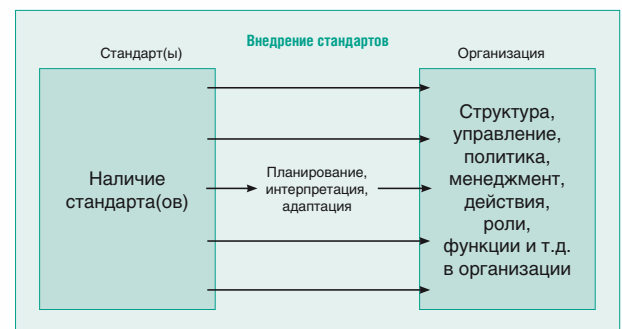 Внедрение стандартов
Стандарт(ы)
Организация
Наличие
стандарта(ов)
Планирование,
интерпретация,
адаптация
Структура,
управление,
политика,
менеджмент,
действия,
роли,
функции и т.д.
в организации